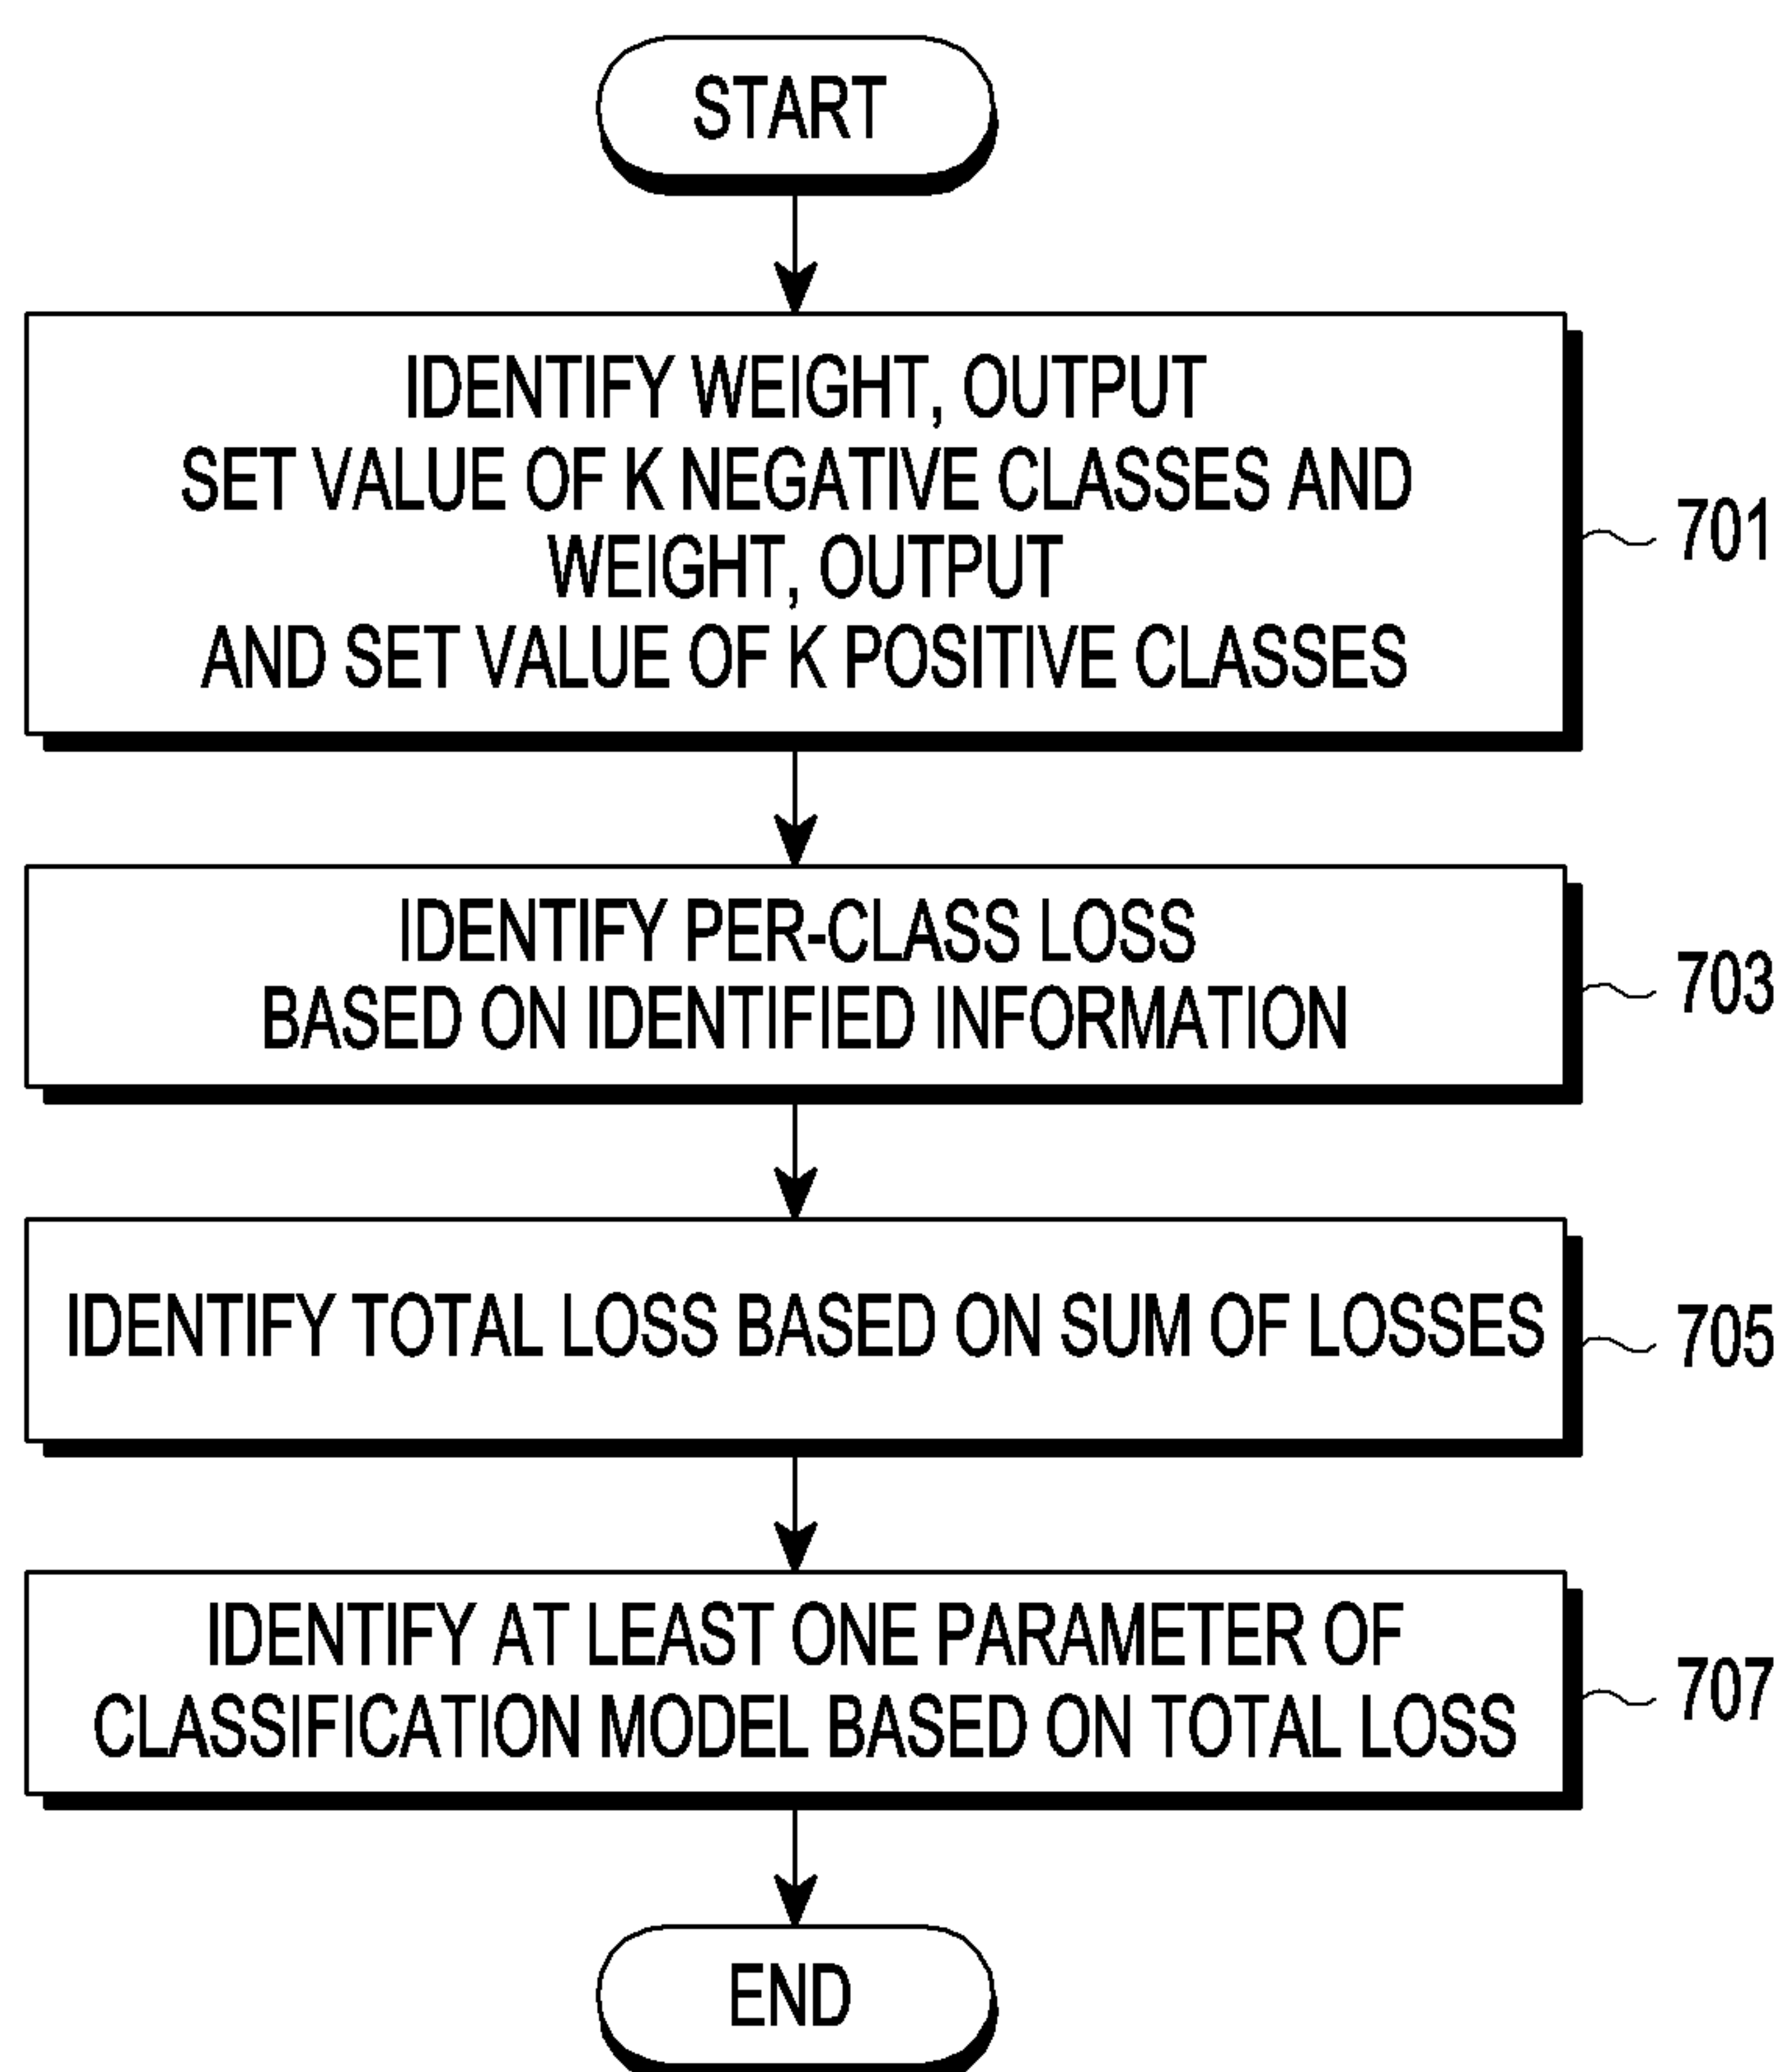 START
IDENTIFY WEIGHT, OUTPUT
SET VALUE OF K NEGATIVE CLASSES AND
WEIGHT, OUTPUT
AND SET VALUE OF K POSITIVE CLASSES
701
IDENTIFY PER-CLASS LOSS
BASED ON IDENTIFIED INFORMATION
703
IDENTIFY TOTAL LOSS BASED ON SUM OF LOSSES
705
IDENTIFY AT LEAST ONE PARAMETER OF
CLASSIFICATION MODEL BASED ON TOTAL LOSS
707
END